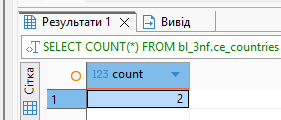 Результати 1
Вивід
SELECT COUNT(*) FROM bl_3nf.ce_countries
Сітка
123 count
1
2